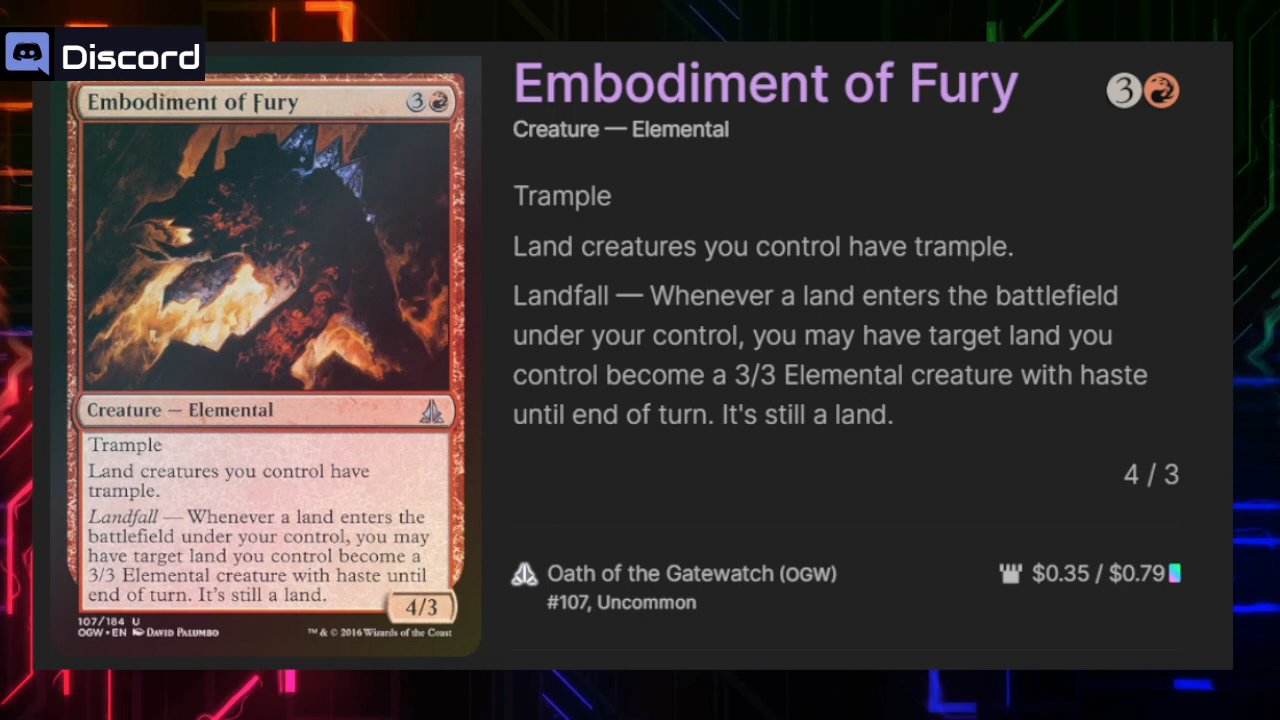 Discord
Embodiment of Fury
3
Creature — Elemental
Trample
Land creatures you control have
trample.
Landfall — Whenever a land enters the
battlefield under your control, you may
have target land you control become a
3/3 Elemental creature with haste until
end of turn. It's still a land.
4/3
107/184 U
OGW • EN David Palumbo
™ & © 2016 Wizards of the Coast
Embodiment of Fury
3
Creature — Elemental
Trample
Land creatures you control have trample.
Landfall — Whenever a land enters the battlefield
under your control, you may have target land you
control become a 3/3 Elemental creature with haste
until end of turn. It's still a land.
4 / 3
Oath of the Gatewatch (OGW)
$0.35 / $0.79
#107, Uncommon